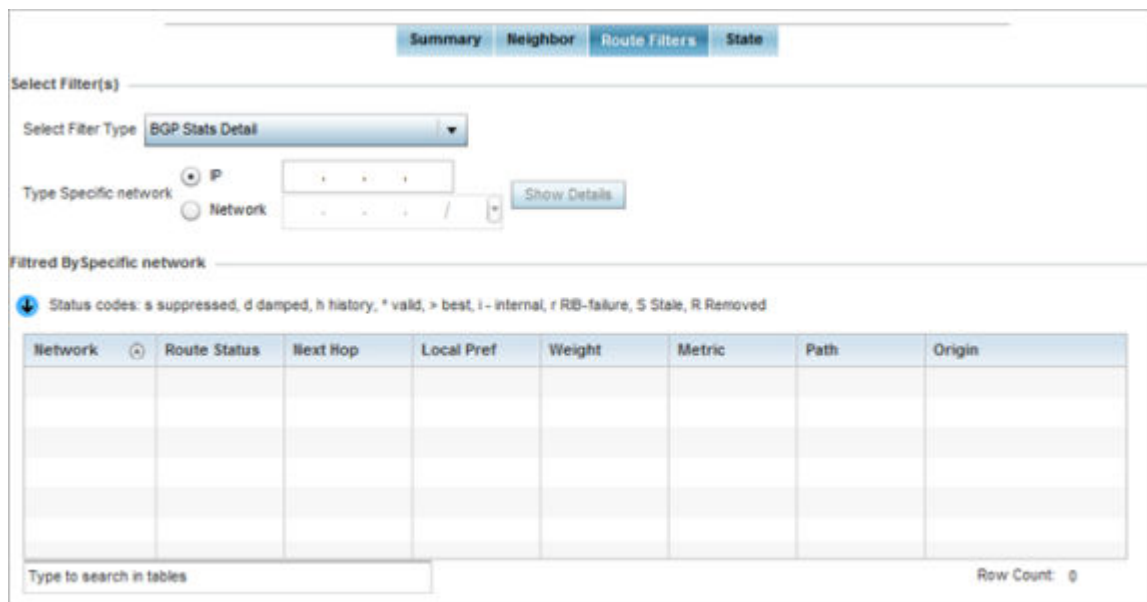 Summary Neighbor Route Filters State
Select Filter(s)
Select Filter Type BGP Stats Detail
Type Specific network IP . . .
Network . . . / Show Details
Filtred BySpecific network
Status codes: s suppressed, d damped, h history, * valid, > best, i - internal, r RIB-failure, S Stale, R Removed
Network Route Status Next Hop Local Pref Weight Metric Path Origin
Type to search in tables Row Count: 0